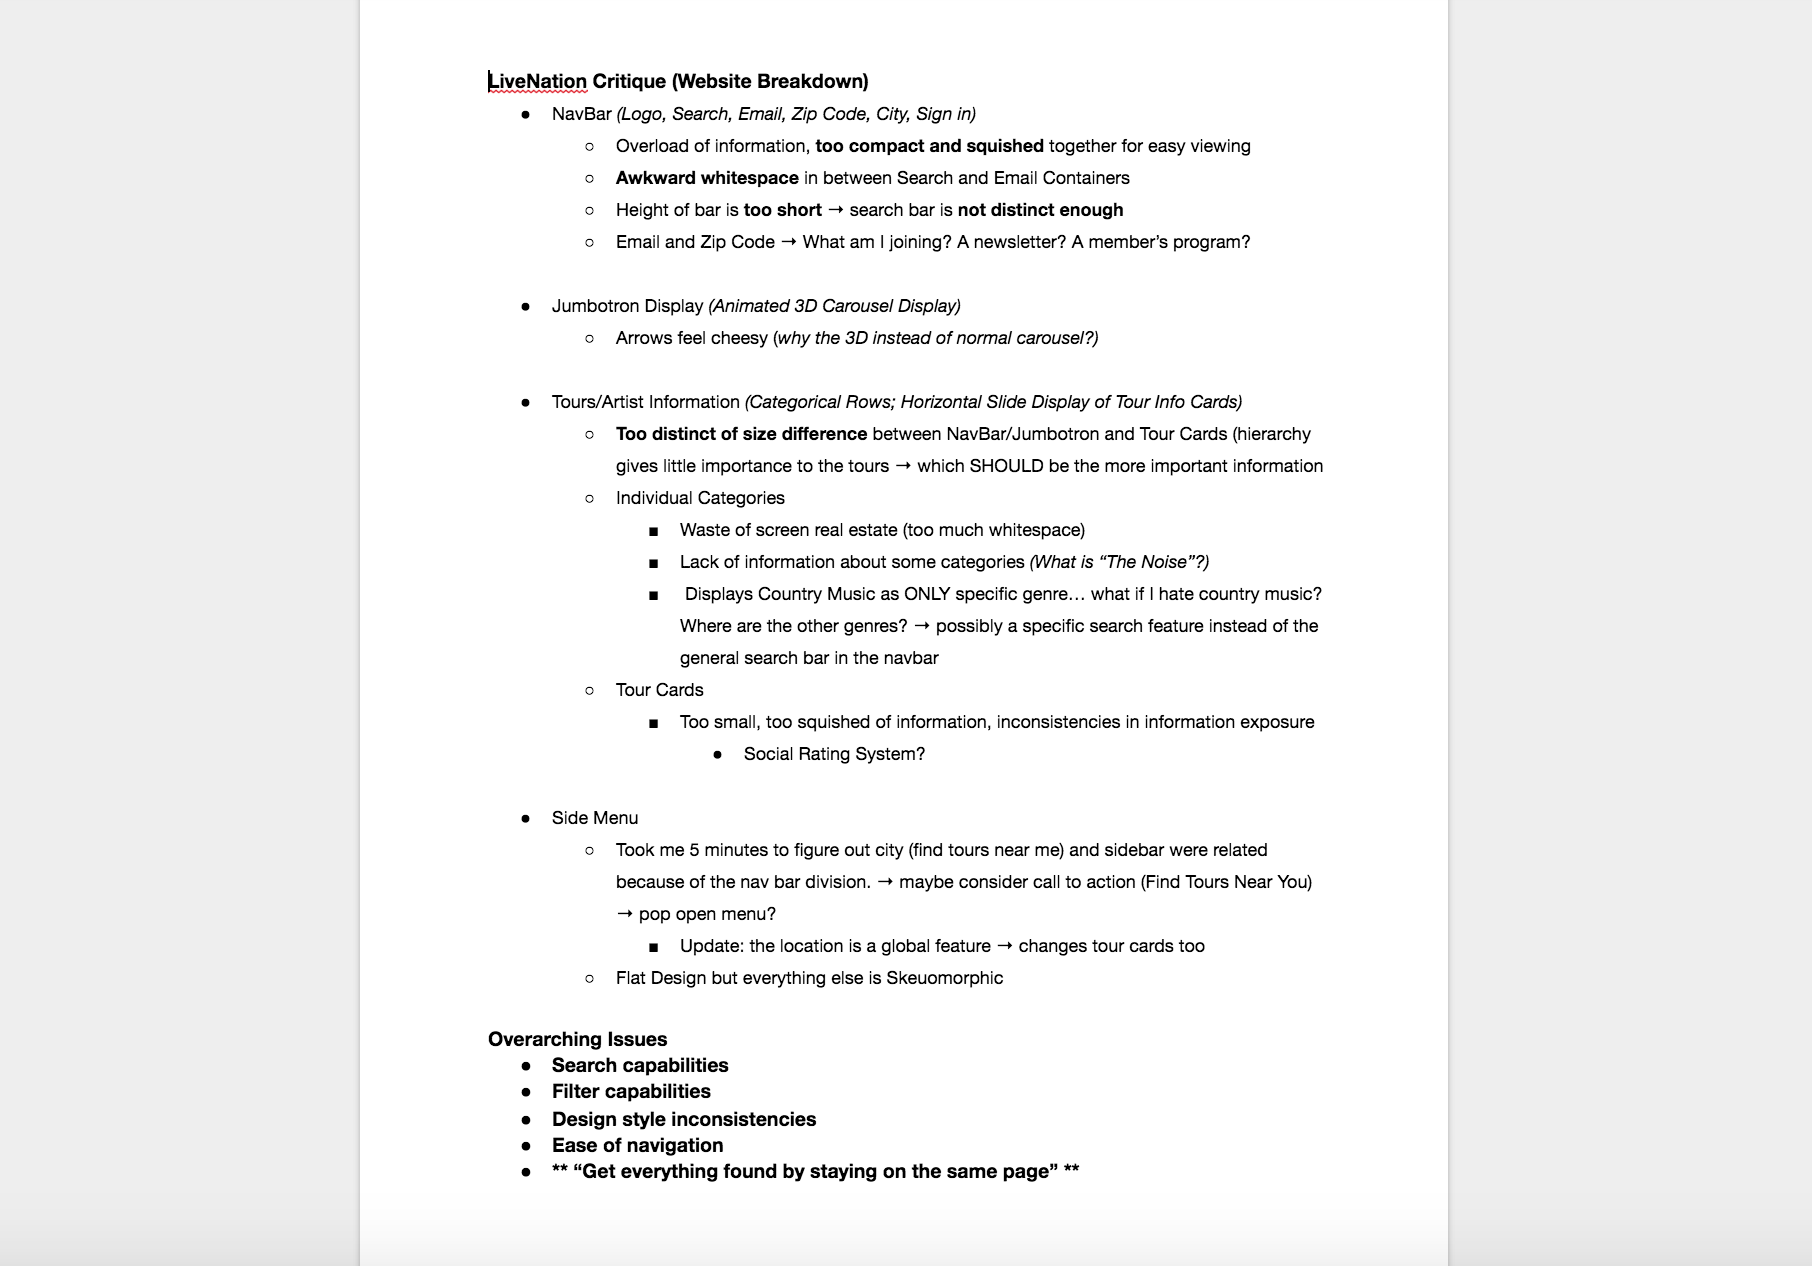 LiveNation Critique (Website Breakdown)
● NavBar (Logo, Search, Email, Zip Code, City, Sign in)
○ Overload of information, too compact and squished together for easy viewing
○ Awkward whitespace in between Search and Email Containers
○ Height of bar is too short → search bar is not distinct enough
○ Email and Zip Code → What am I joining? A newsletter? A member’s program?
● Jumbotron Display (Animated 3D Carousel Display)
○ Arrows feel cheesy (why the 3D instead of normal carousel?)
● Tours/Artist Information (Categorical Rows; Horizontal Slide Display of Tour Info Cards)
○ Too distinct of size difference between NavBar/Jumbotron and Tour Cards (hierarchy
gives little importance to the tours → which SHOULD be the more important information
○ Individual Categories
■ Waste of screen real estate (too much whitespace)
■ Lack of information about some categories (What is “The Noise”?)
■ Displays Country Music as ONLY specific genre… what if I hate country music?
Where are the other genres? → possibly a specific search feature instead of the
general search bar in the navbar
○ Tour Cards
■ Too small, too squished of information, inconsistencies in information exposure
● Social Rating System?
● Side Menu
○ Took me 5 minutes to figure out city (find tours near me) and sidebar were related
because of the nav bar division. → maybe consider call to action (Find Tours Near You)
→ pop open menu?
■ Update: the location is a global feature → changes tour cards too
○ Flat Design but everything else is Skeuomorphic
Overarching Issues
● Search capabilities
● Filter capabilities
● Design style inconsistencies
● Ease of navigation
● ** “Get everything found by staying on the same page” **